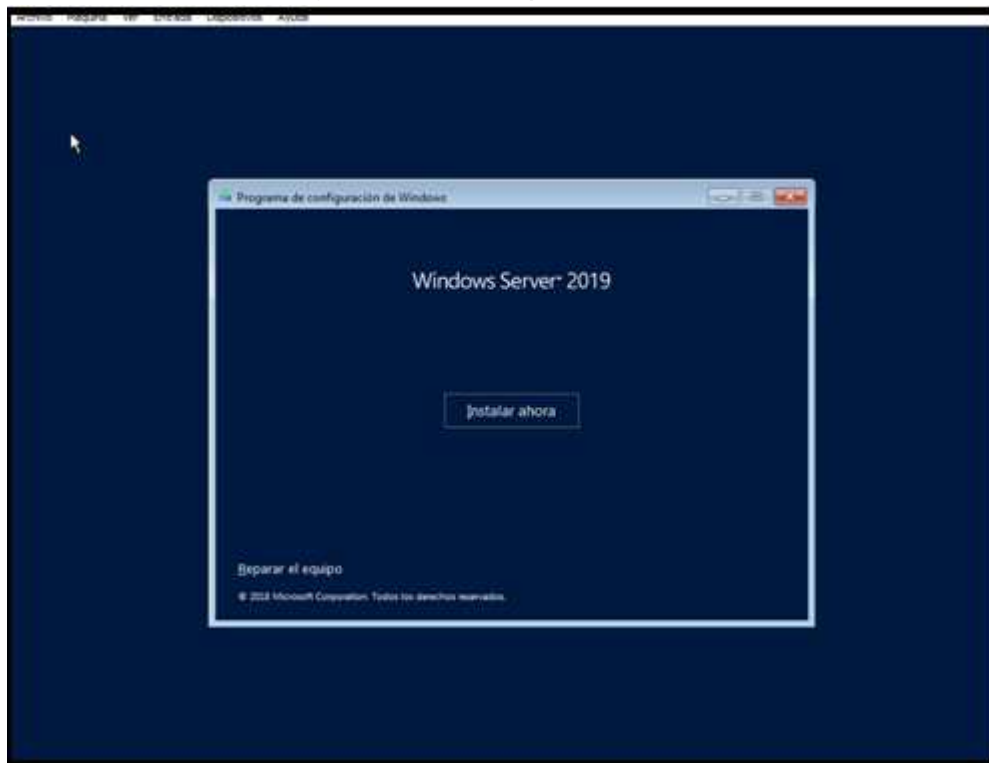 Archivo Máquina Ver Entrada Dispositivos Ayuda
Programa de configuración de Windows
Windows Server® 2019
Instalar ahora
Reparar el equipo
© 2018 Microsoft Corporation. Todos los derechos reservados.